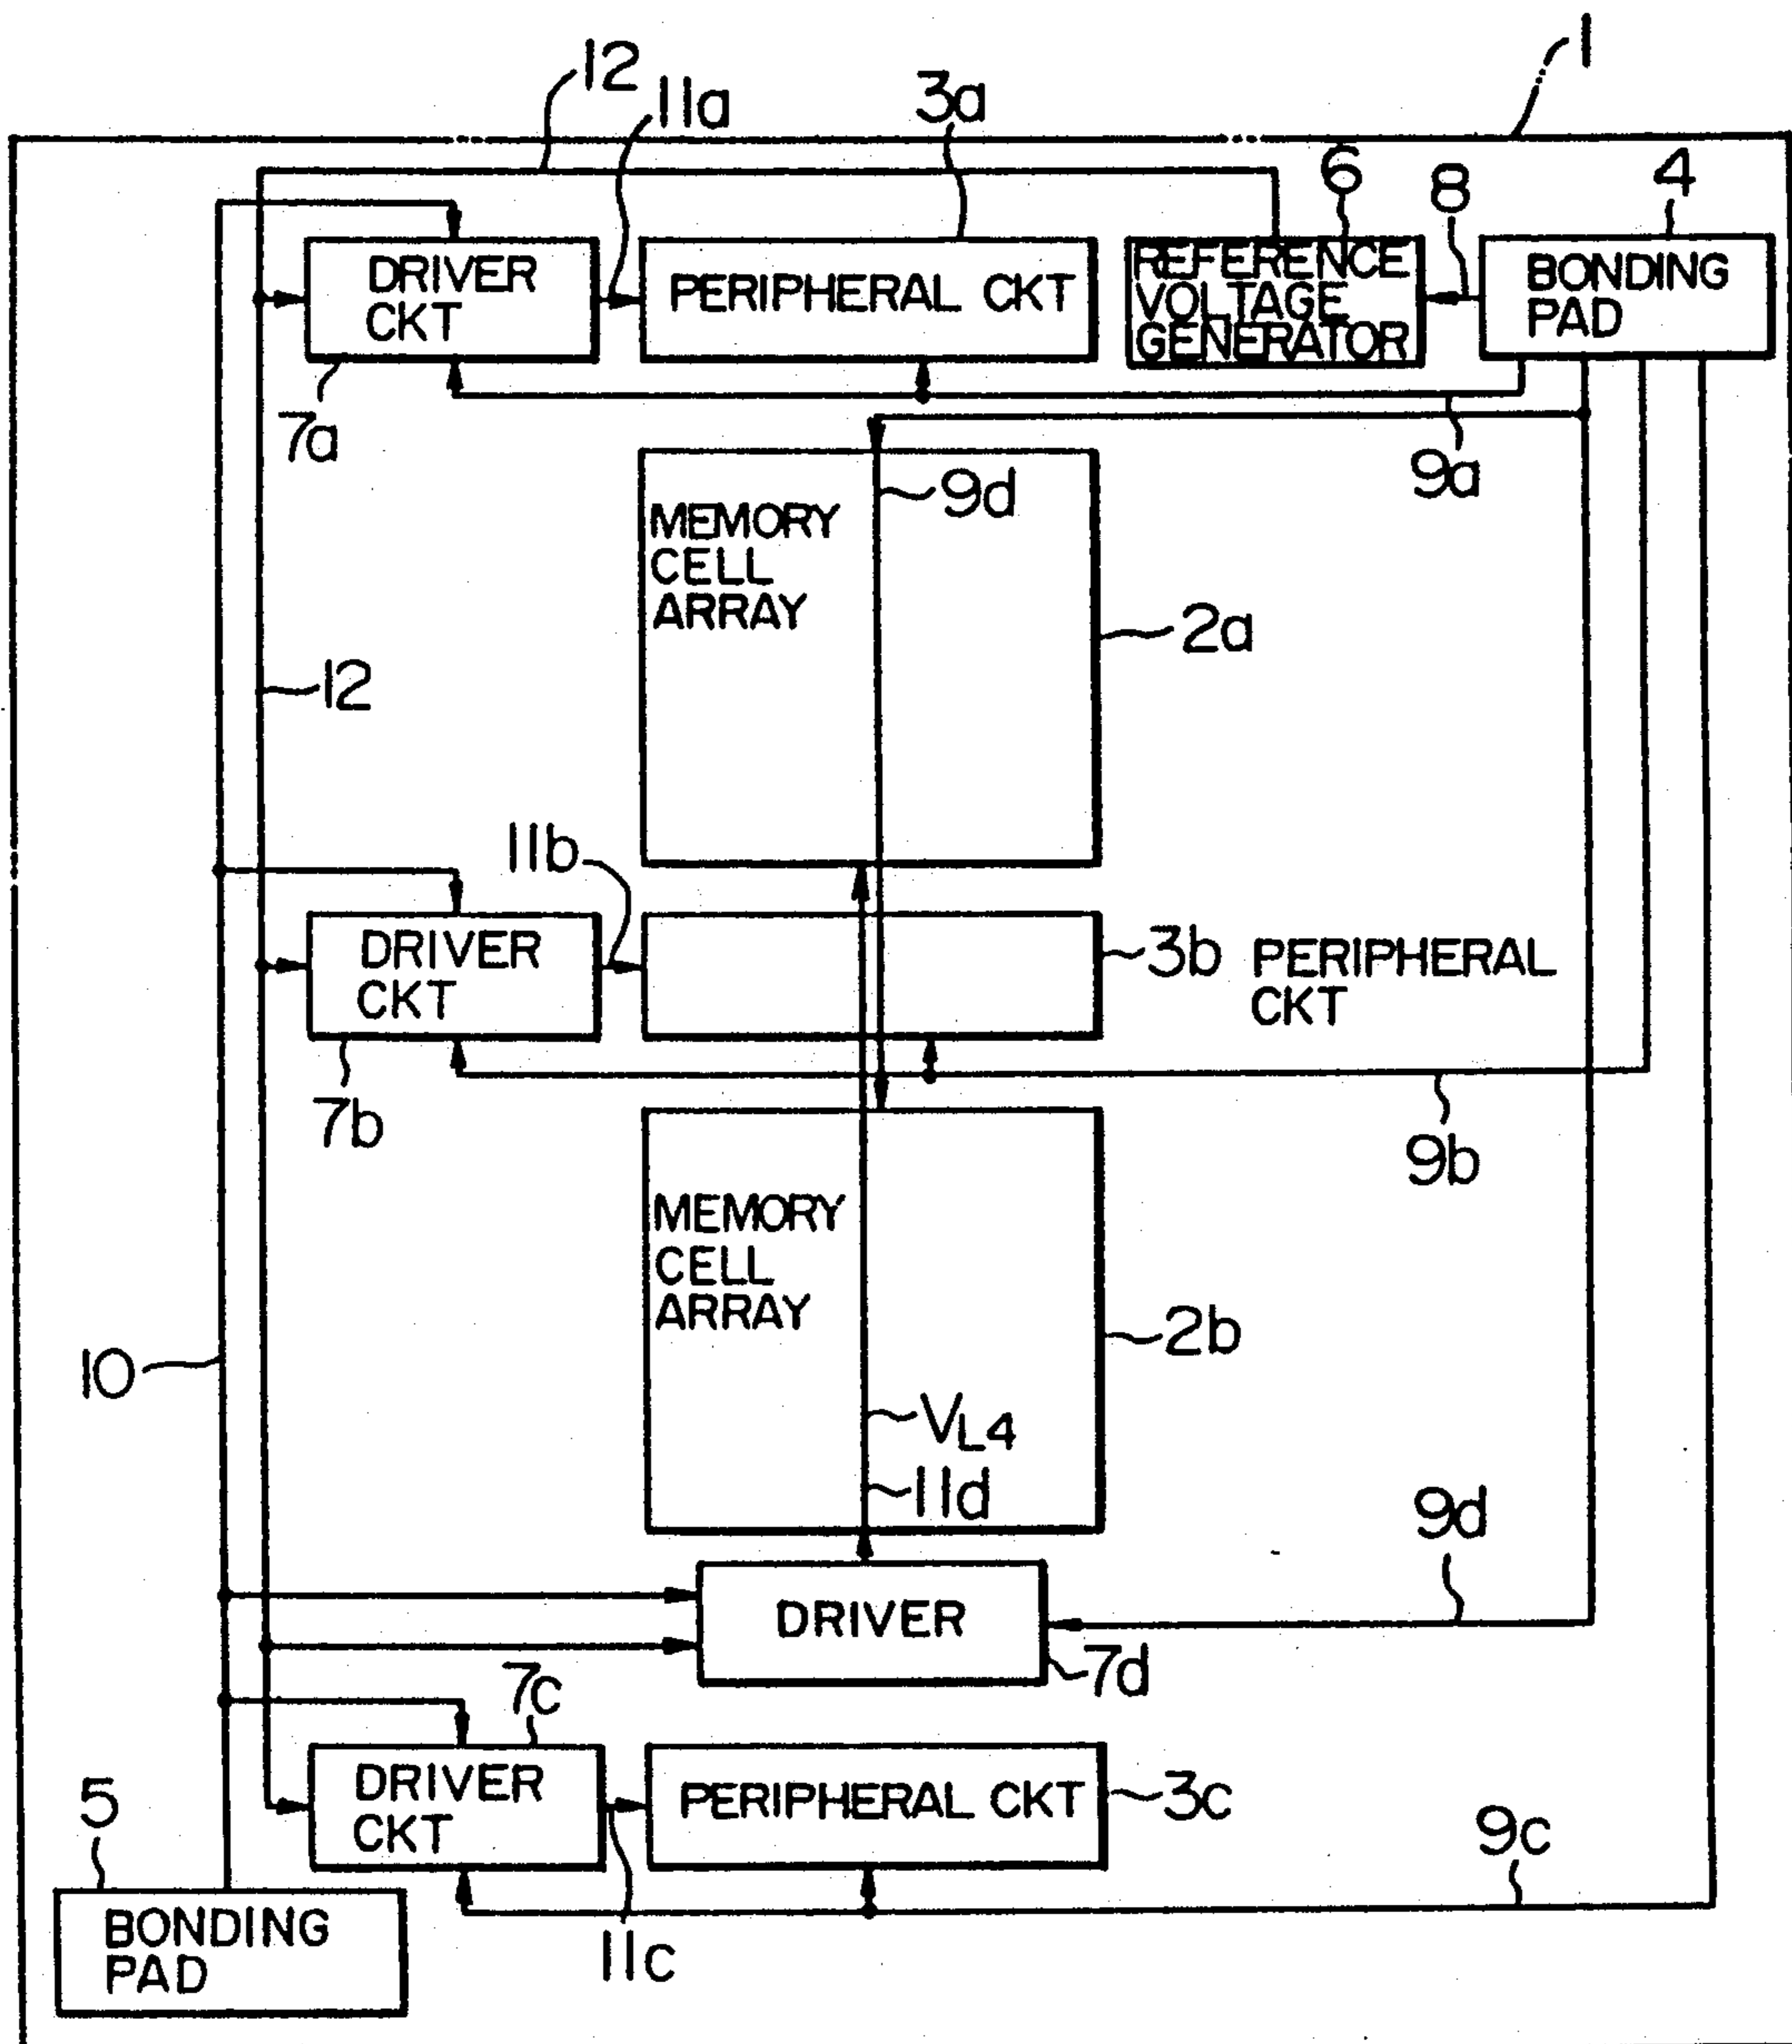 1
12
11a
3a
6
8
4
DRIVER
CKT
PERIPHERAL CKT
REFERENCE
VOLTAGE
GENERATOR
BONDING
PAD
7a
9a
9d
MEMORY
CELL
ARRAY
2a
12
11b
DRIVER
CKT
3b
PERIPHERAL
CKT
7b
9b
MEMORY
CELL
ARRAY
2b
10
VL4
11d
9d
DRIVER
7d
7c
DRIVER
CKT
PERIPHERAL CKT
3c
5
9c
BONDING
PAD
11c